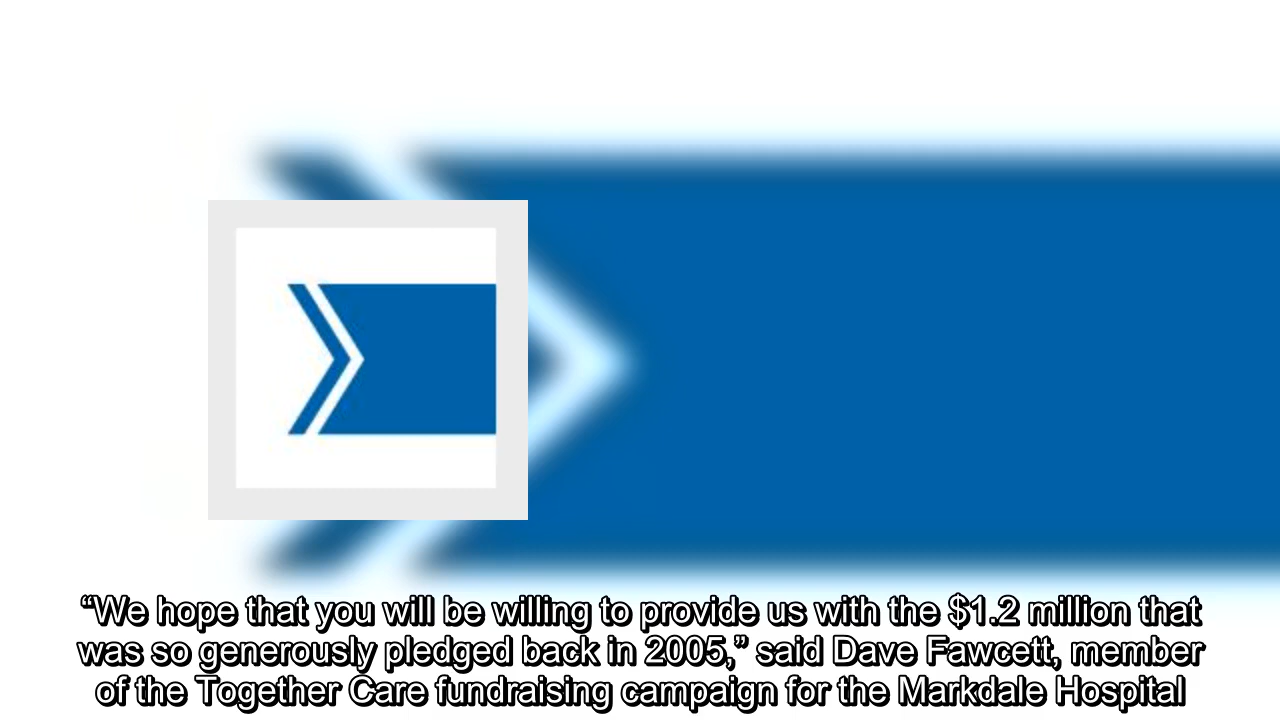 “We hope that you will be willing to provide us with the $1.2 million that
was so generously pledged back in 2005,” said Dave Fawcett, member
of the Together Care fundraising campaign for the Markdale Hospital